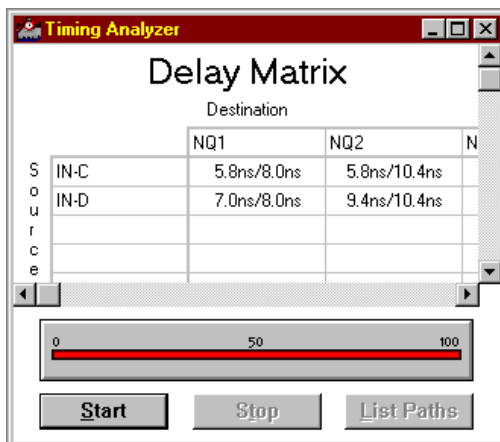 Timing Analyzer
Delay Matrix
Destination
NQ1 NQ2 N
Source
IN-C 5.8ns/8.0ns 5.8ns/10.4ns
IN-D 7.0ns/8.0ns 9.4ns/10.4ns
0 50 100
Start Stop List Paths